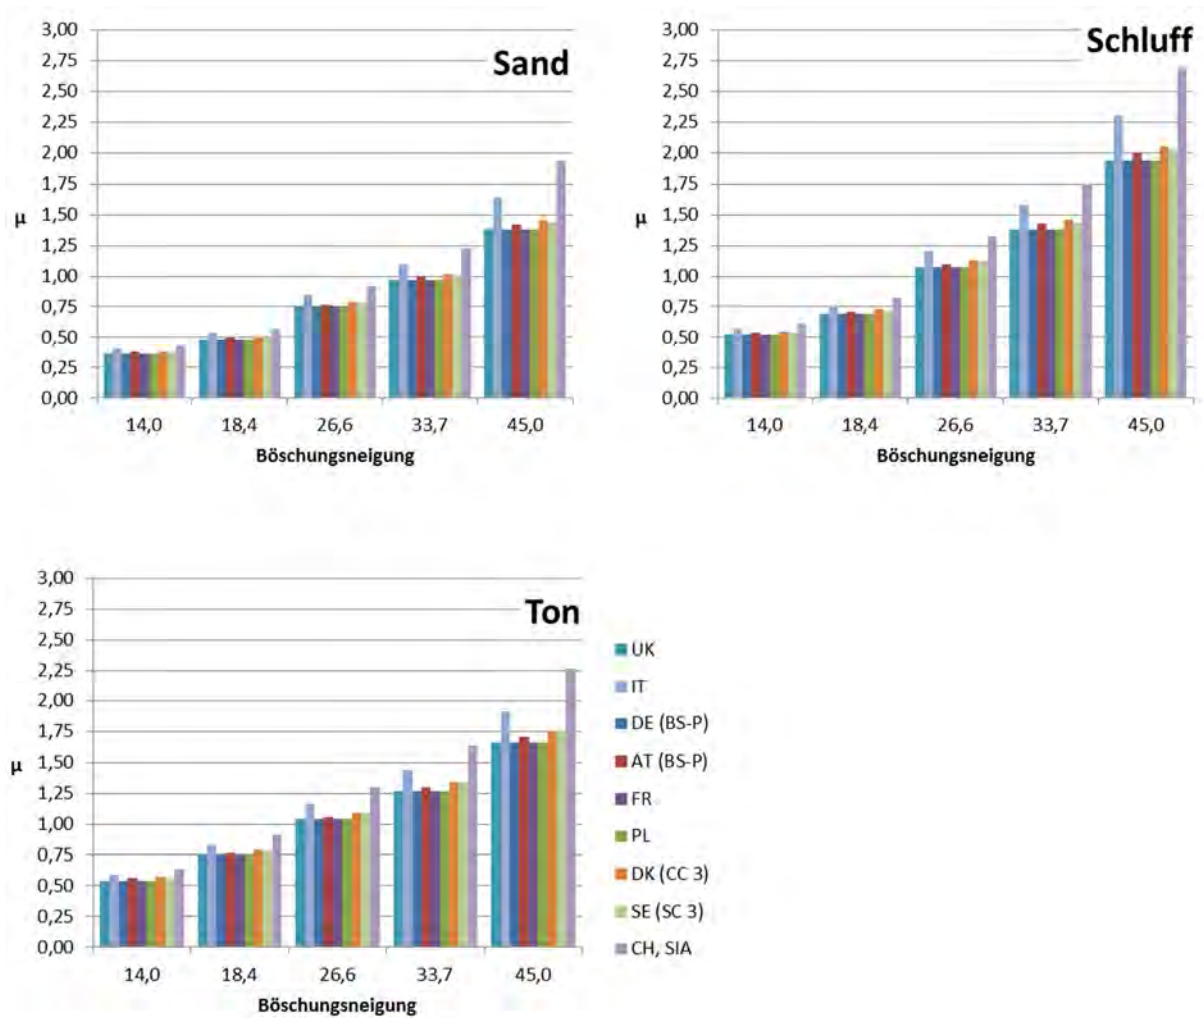 Sand
3,00
2,75
2,50
2,25
2,00
1,75
1,50
1,25
1,00
0,75
0,50
0,25
0,00
μ
14,0 18,4 26,6 33,7 45,0
Böschungsneigung
Schluff
3,00
2,75
2,50
2,25
2,00
1,75
1,50
1,25
1,00
0,75
0,50
0,25
0,00
μ
14,0 18,4 26,6 33,7 45,0
Böschungsneigung
Ton
3,00
2,75
2,50
2,25
2,00
1,75
1,50
1,25
1,00
0,75
0,50
0,25
0,00
μ
14,0 18,4 26,6 33,7 45,0
Böschungsneigung
UK
IT
DE (BS-P)
AT (BS-P)
FR
PL
DK (CC 3)
SE (SC 3)
CH, SIA